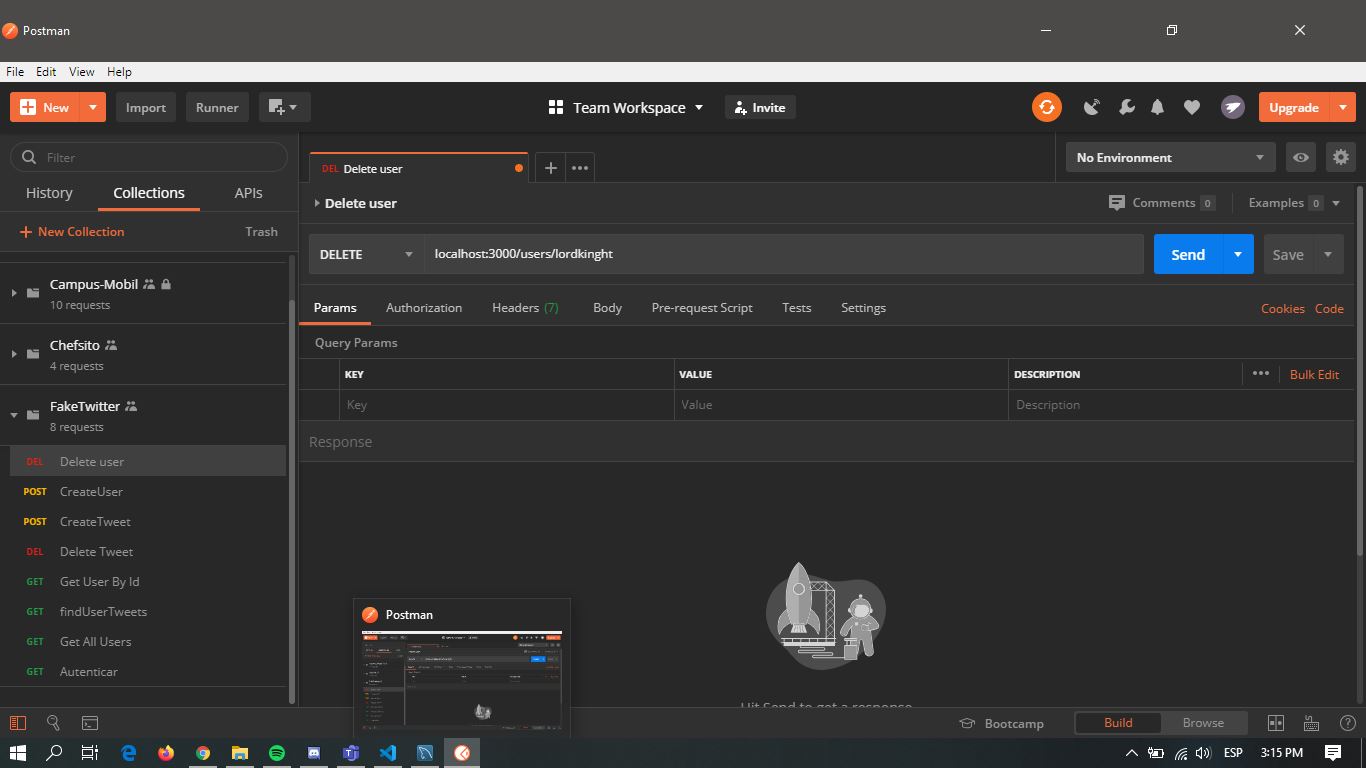 Postman
File Edit View Help
New Import Runner Team Workspace Invite Upgrade
Filter
History Collections APIs
New Collection Trash
Campus-Mobil
10 requests
Chefsito
4 requests
FakeTwitter
8 requests
DEL Delete user
POST CreateUser
POST CreateTweet
DEL Delete Tweet
GET Get User By Id
GET findUserTweets
GET Get All Users
GET Autenticar
DEL Delete user
No Environment
Delete user Comments 0 Examples 0
DELETE localhost:3000/users/lordkinght Send Save
Params Authorization Headers (7) Body Pre-request Script Tests Settings Cookies Code
Query Params
KEY VALUE DESCRIPTION Bulk Edit
Key Value Description
Response
Hit Send to get a response
Postman
Bootcamp Build Browse
ESP 3:15 PM